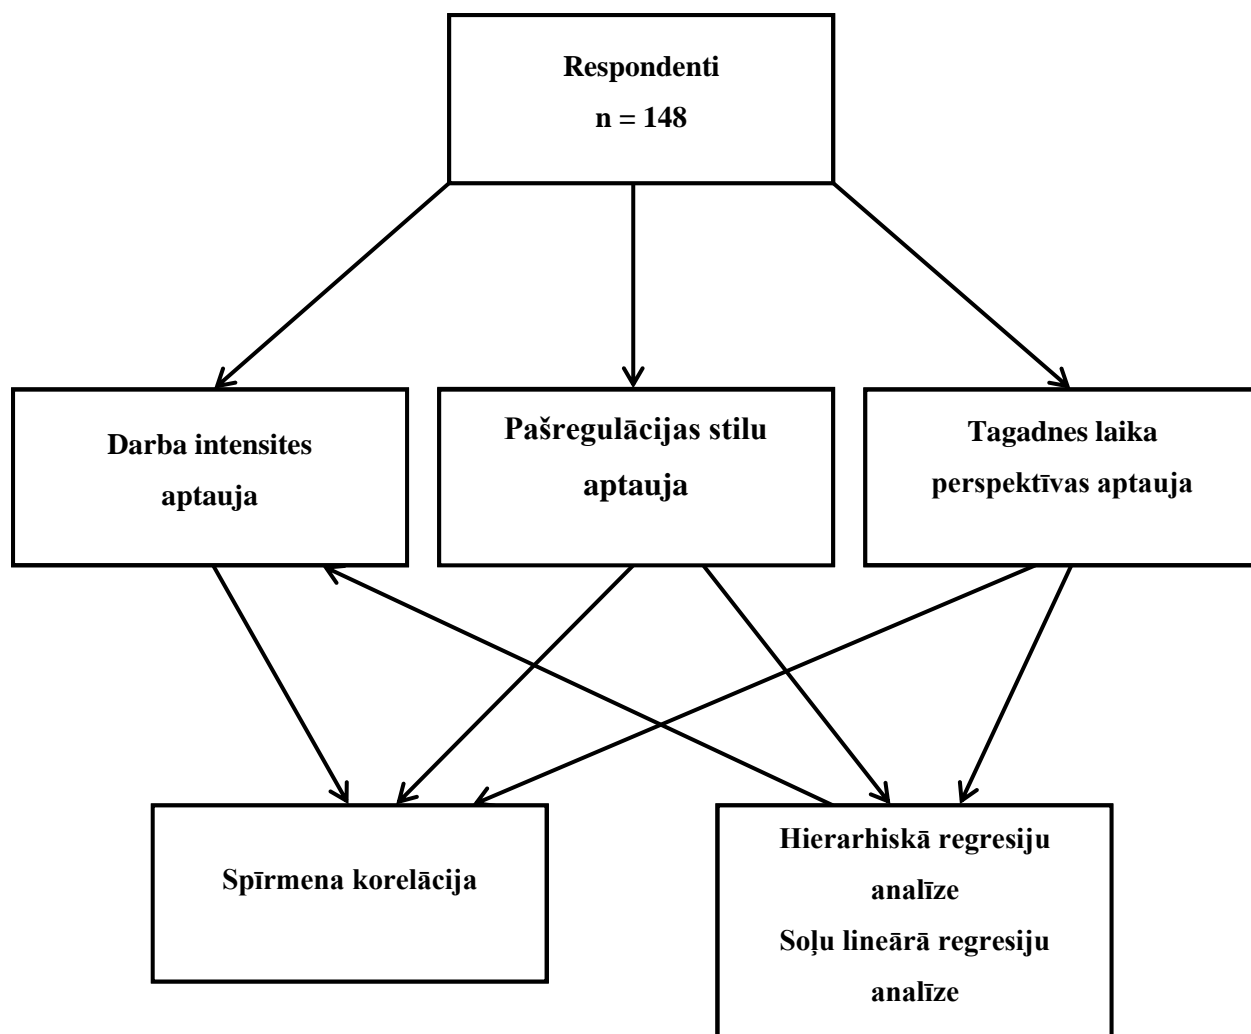 Respondenti
n = 148
Darba intensites
aptauja
Pašregulācijas stilu
aptauja
Tagadnes laika
perspektīvas aptauja
Spīrmena korelācija
Hierarhiskā regresiju
analīze
Soļu lineārā regresiju
analīze